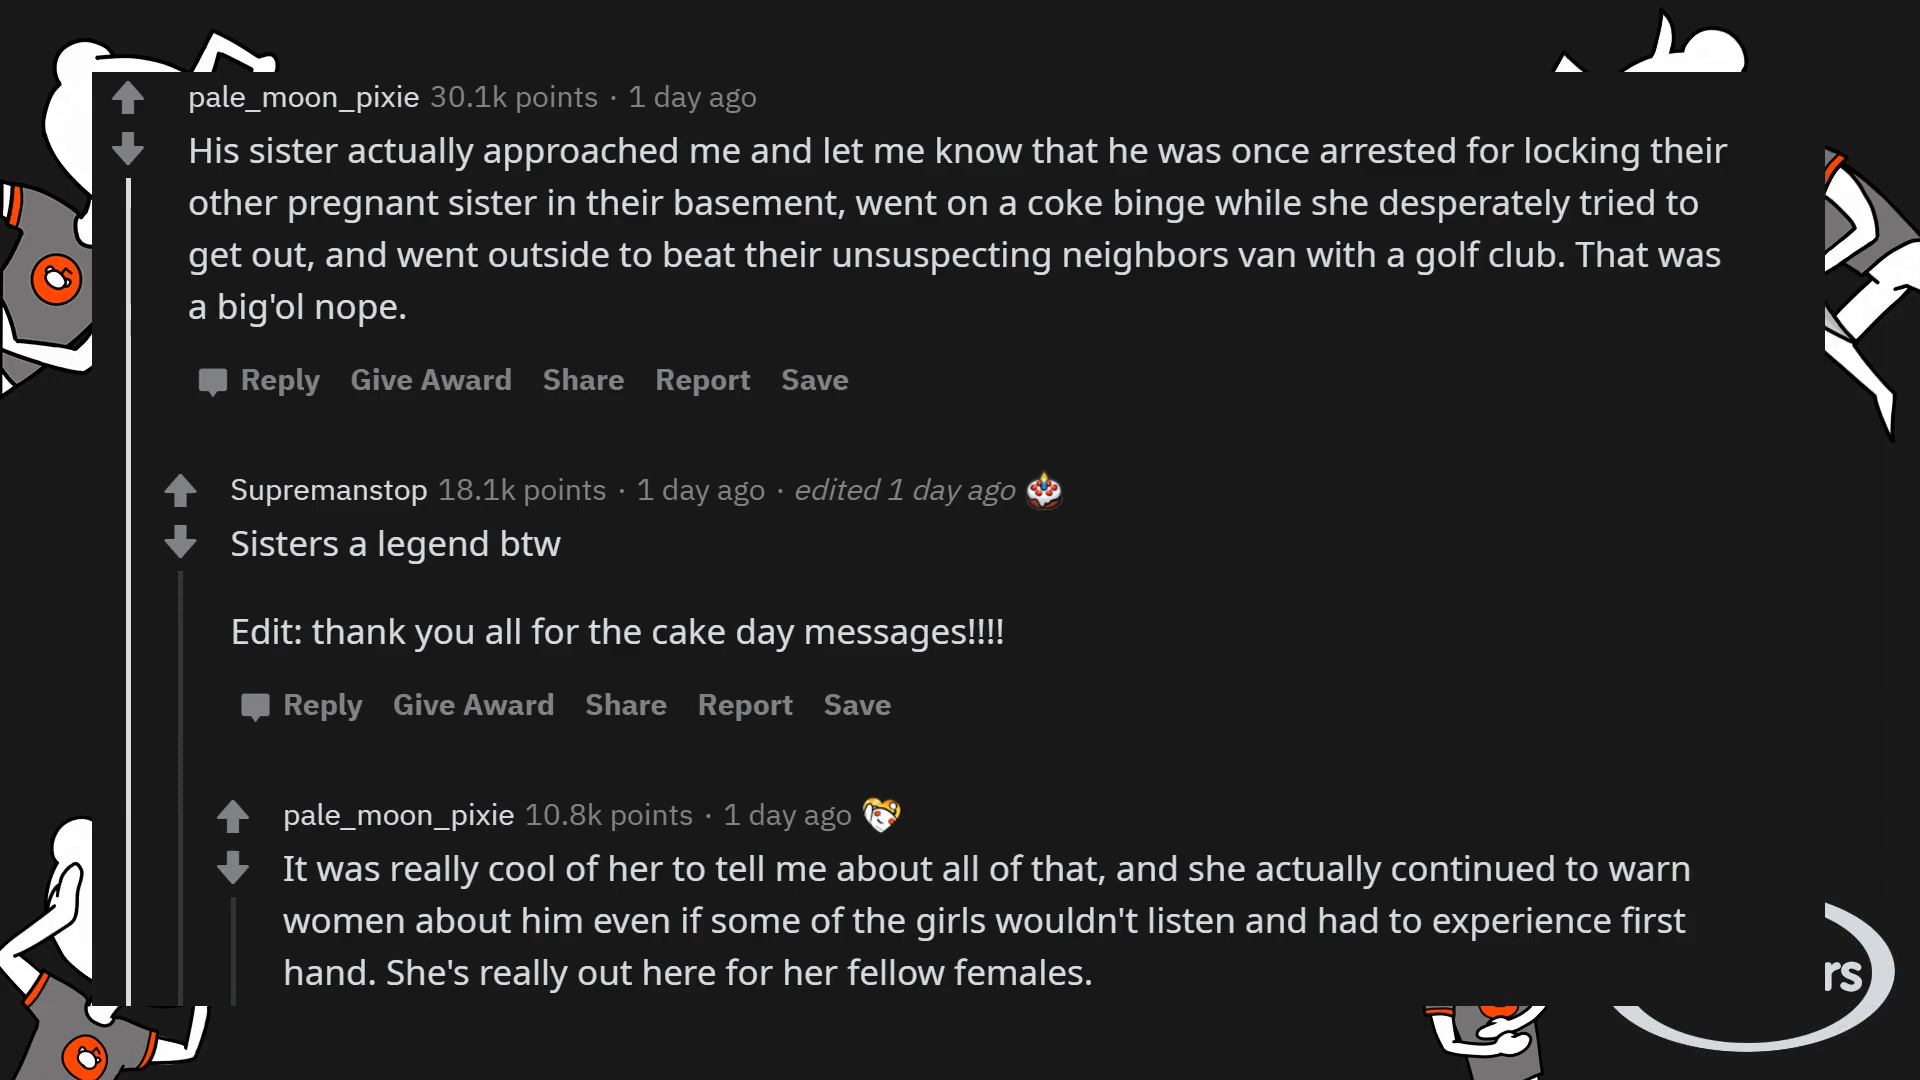 pale_moon_pixie 30.1k points · 1 day ago
His sister actually approached me and let me know that he was once arrested for locking their
other pregnant sister in their basement, went on a coke binge while she desperately tried to
get out, and went outside to beat their unsuspecting neighbors van with a golf club. That was
a big'ol nope.
Reply Give Award Share Report Save
Supremanstop 18.1k points · 1 day ago · edited 1 day ago
Sisters a legend btw
Edit: thank you all for the cake day messages!!!!
Reply Give Award Share Report Save
pale_moon_pixie 10.8k points · 1 day ago
It was really cool of her to tell me about all of that, and she actually continued to warn
women about him even if some of the girls wouldn't listen and had to experience first
hand. She's really out here for her fellow females.
rs